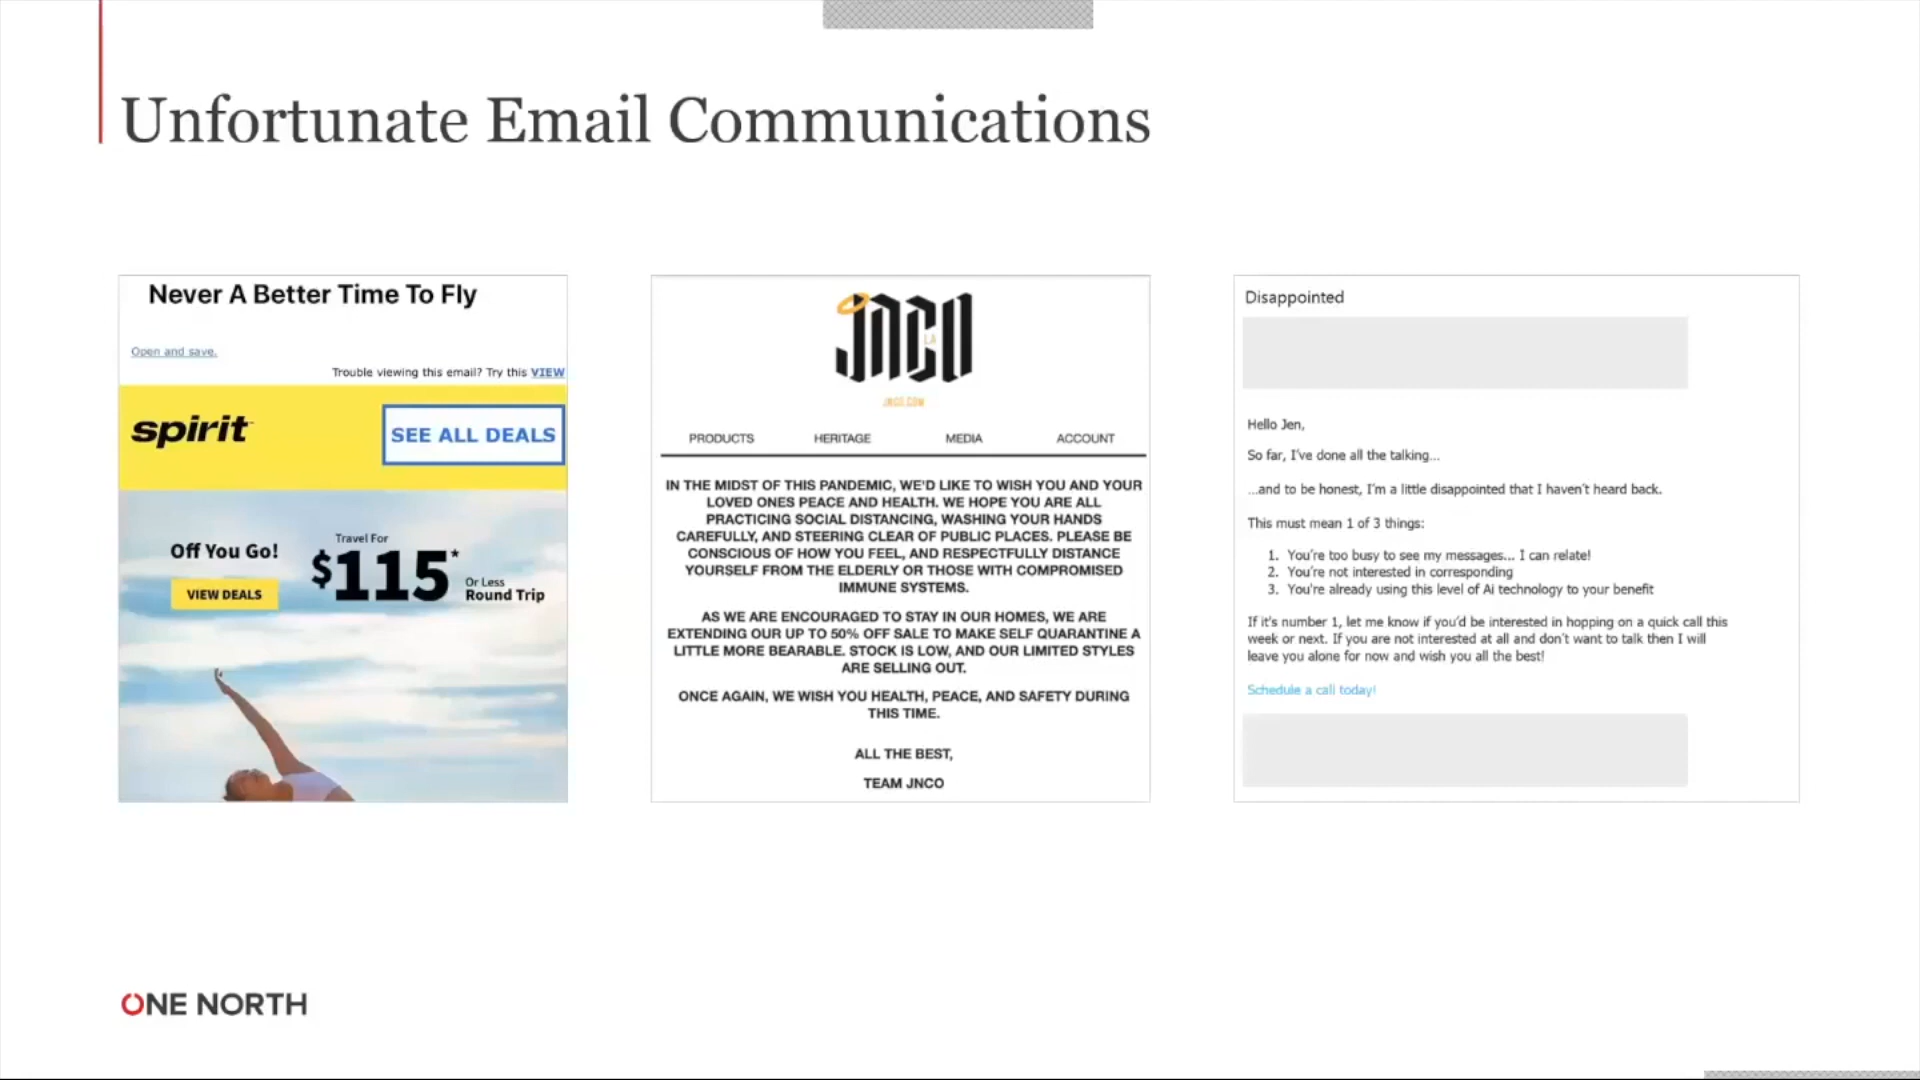 Unfortunate Email Communications
Never A Better Time To Fly
Open and save.
Trouble viewing this email? Try this VIEW
spirit
SEE ALL DEALS
Off You Go!
VIEW DEALS
Travel For
$115*
Or Less
Round Trip
JNCO
LA
JNCO.COM
PRODUCTS HERITAGE MEDIA ACCOUNT
IN THE MIDST OF THIS PANDEMIC, WE'D LIKE TO WISH YOU AND YOUR
LOVED ONES PEACE AND HEALTH. WE HOPE YOU ARE ALL
PRACTICING SOCIAL DISTANCING, WASHING YOUR HANDS
CAREFULLY, AND STEERING CLEAR OF PUBLIC PLACES. PLEASE BE
CONSCIOUS OF HOW YOU FEEL, AND RESPECTFULLY DISTANCE
YOURSELF FROM THE ELDERLY OR THOSE WITH COMPROMISED
IMMUNE SYSTEMS.
AS WE ARE ENCOURAGED TO STAY IN OUR HOMES, WE ARE
EXTENDING OUR UP TO 50% OFF SALE TO MAKE SELF QUARANTINE A
LITTLE MORE BEARABLE. STOCK IS LOW, AND OUR LIMITED STYLES
ARE SELLING OUT.
ONCE AGAIN, WE WISH YOU HEALTH, PEACE, AND SAFETY DURING
THIS TIME.
ALL THE BEST,
TEAM JNCO
Disappointed
Hello Jen,
So far, I've done all the talking...
...and to be honest, I'm a little disappointed that I haven't heard back.
This must mean 1 of 3 things:
1. You're too busy to see my messages... I can relate!
2. You're not interested in corresponding
3. You're already using this level of Ai technology to your benefit
If it's number 1, let me know if you'd be interested in hopping on a quick call this
week or next. If you are not interested at all and don't want to talk then I will
leave you alone for now and wish you all the best!
Schedule a call today!
ONE NORTH